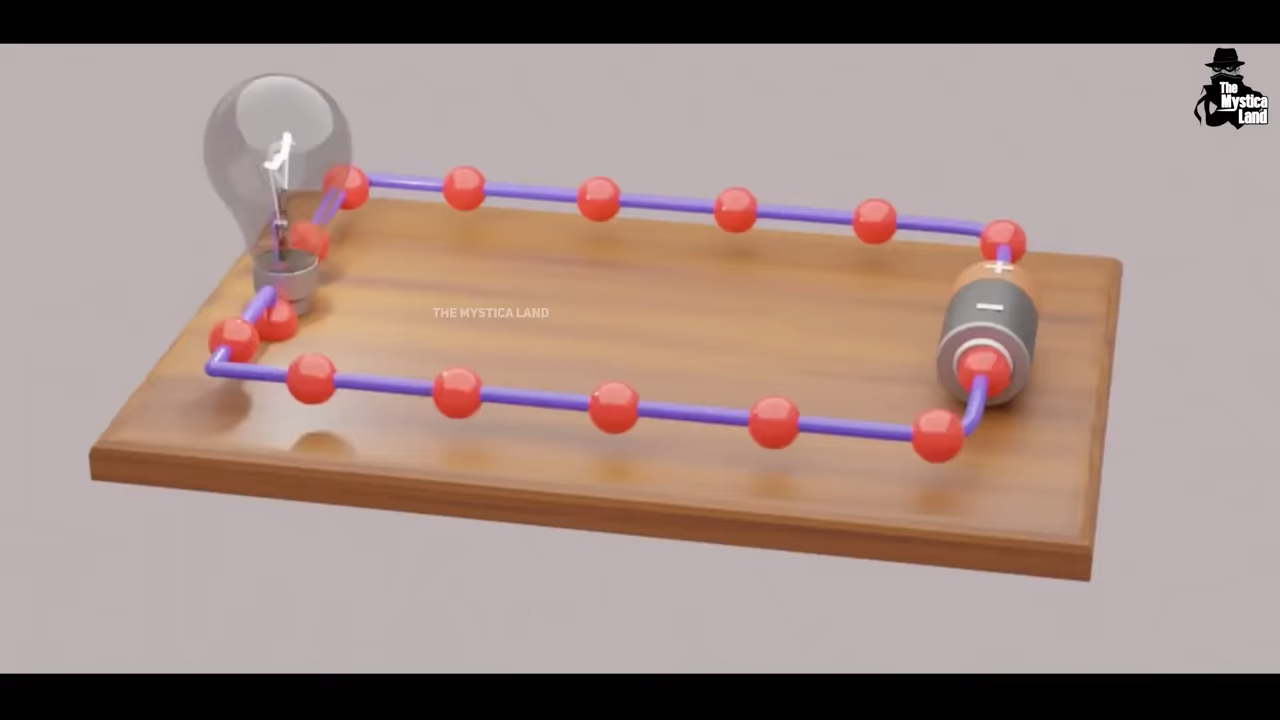 The
Mystica
Land
THE MYSTICA LAND
+
−